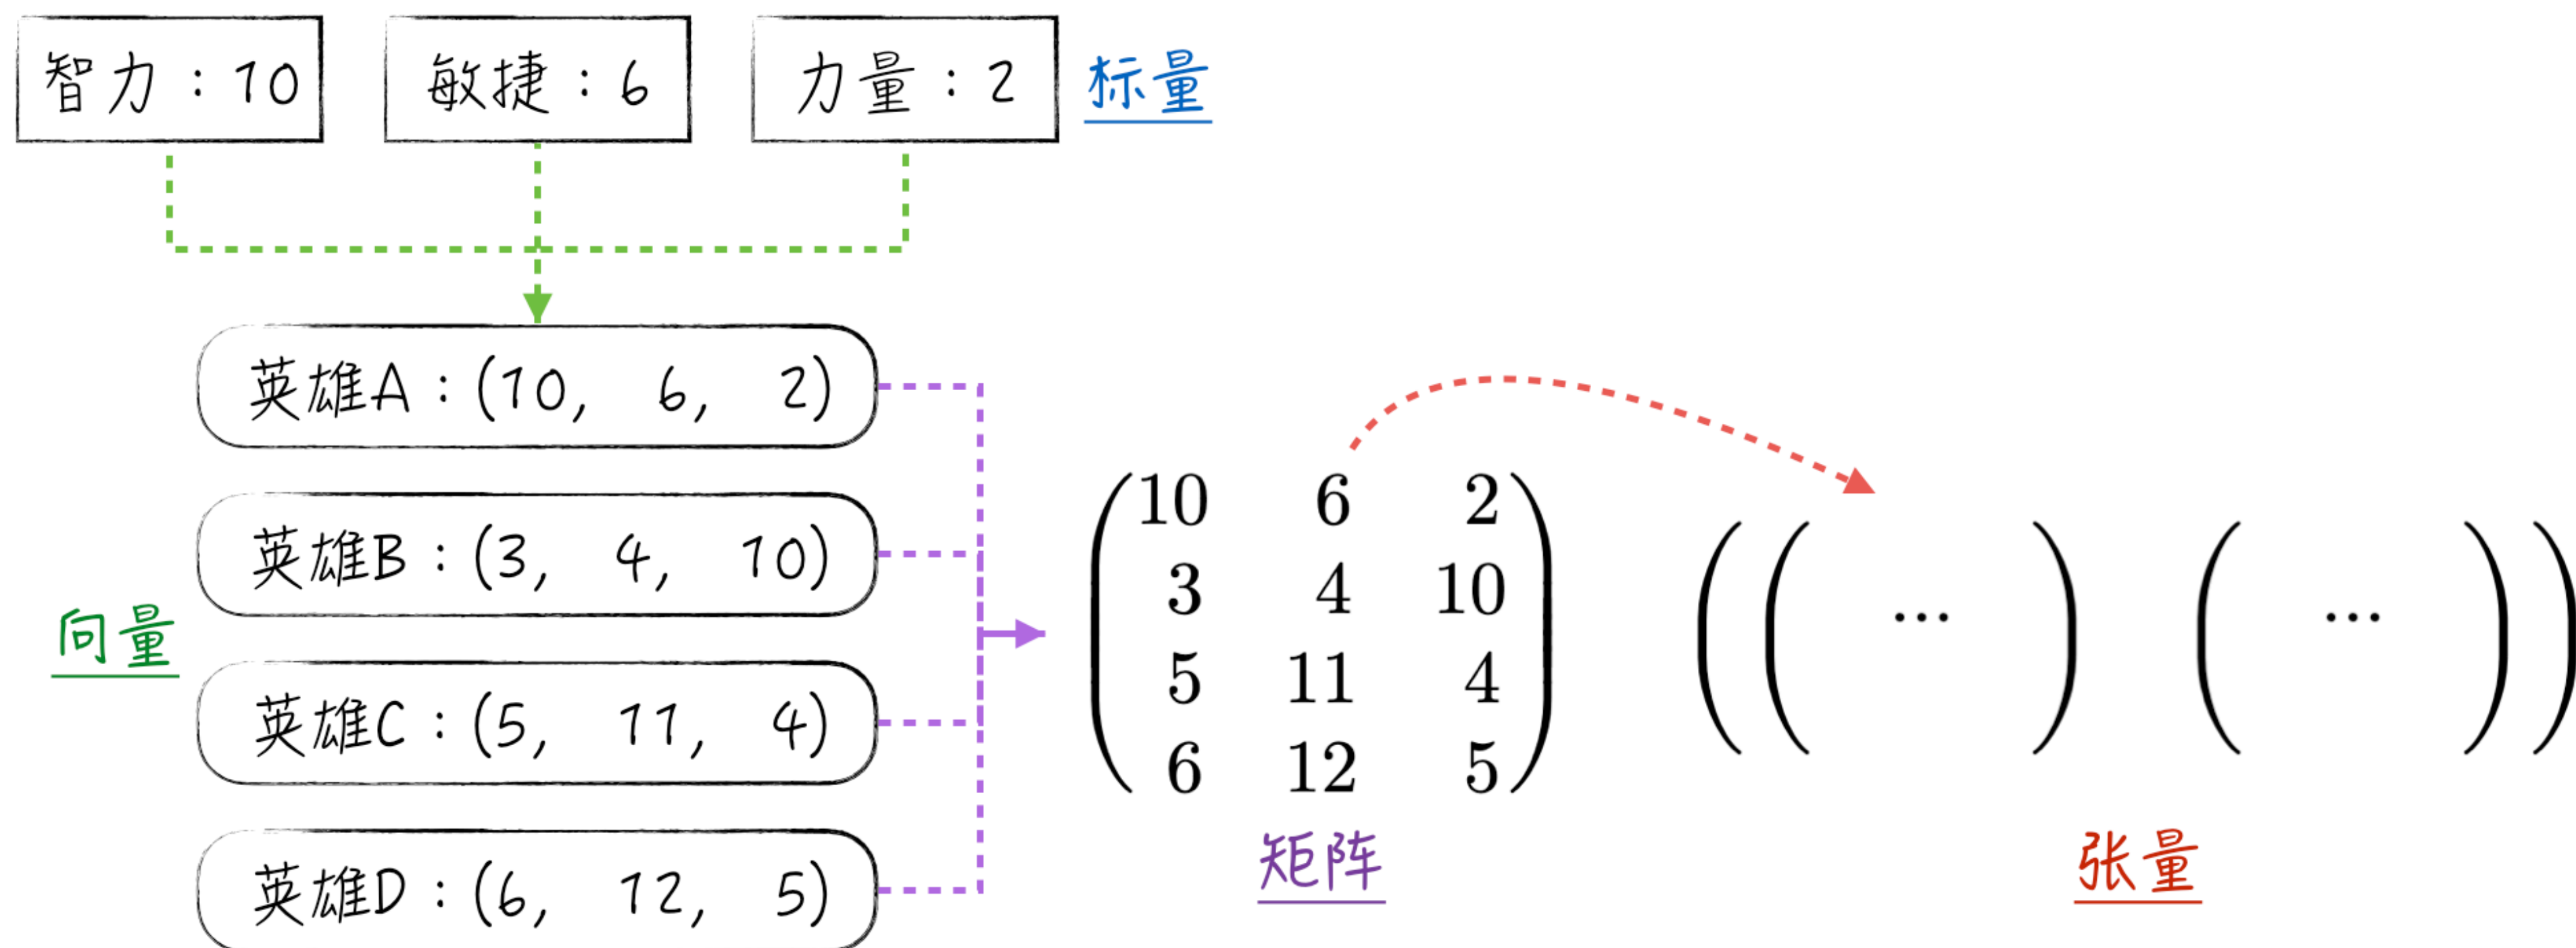 智力：10
敏捷：6
力量：2
标量
英雄A：(10, 6, 2)
英雄B：(3, 4, 10)
英雄C：(5, 11, 4)
英雄D：(6, 12, 5)
向量
10 6 2
3 4 10
5 11 4
6 12 5
矩阵
(( ... ) ( ... ))
张量